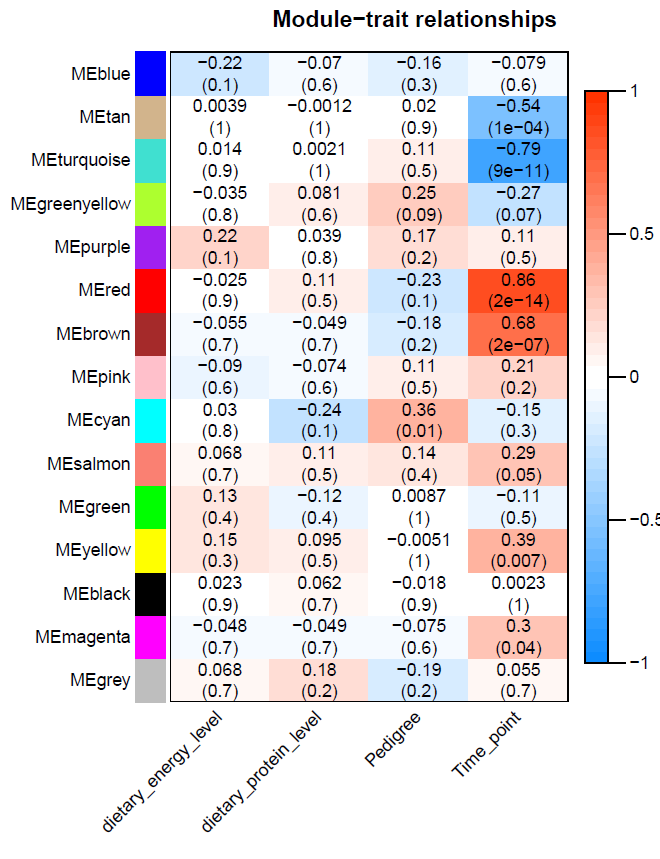 Module−trait relationships
MEblue −0.22 −0.07 −0.16 −0.079
(0.1) (0.6) (0.3) (0.6)
MEtan 0.0039 −0.0012 0.02 −0.54
(1) (1) (0.9) (1e−04)
MEturquoise 0.014 0.0021 0.11 −0.79
(0.9) (1) (0.5) (9e−11)
MEgreenyellow −0.035 0.081 0.25 −0.27
(0.8) (0.6) (0.09) (0.07)
MEpurple 0.22 0.039 0.17 0.11
(0.1) (0.8) (0.2) (0.5)
MEred −0.025 0.11 −0.23 0.86
(0.9) (0.5) (0.1) (2e−14)
MEbrown −0.055 −0.049 −0.18 0.68
(0.7) (0.7) (0.2) (2e−07)
MEpink −0.09 −0.074 0.11 0.21
(0.6) (0.6) (0.5) (0.2)
MEcyan 0.03 −0.24 0.36 −0.15
(0.8) (0.1) (0.01) (0.3)
MEsalmon 0.068 0.11 0.14 0.29
(0.7) (0.5) (0.4) (0.05)
MEgreen 0.13 −0.12 0.0087 −0.11
(0.4) (0.4) (1) (0.5)
MEyellow 0.15 0.095 −0.0051 0.39
(0.3) (0.5) (1) (0.007)
MEblack 0.023 0.062 −0.018 0.0023
(0.9) (0.7) (0.9) (1)
MEmagenta −0.048 −0.049 −0.075 0.3
(0.7) (0.7) (0.6) (0.04)
MEgrey 0.068 0.18 −0.19 0.055
(0.7) (0.2) (0.2) (0.7)
dietary_energy_level
dietary_protein_level
Pedigree
Time_point
1
0.5
0
−0.5
−1